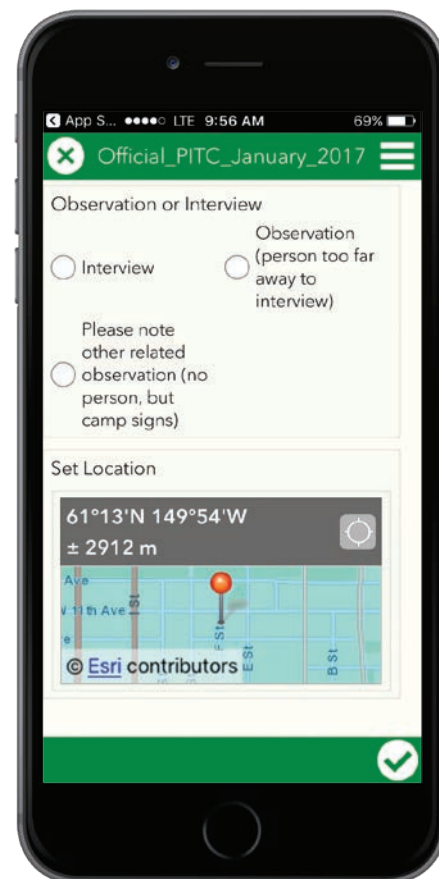 App S... LTE 9:56 AM 69%
Official_PITC_January_2017
Observation or Interview
Interview
Observation
(person too far
away to
interview)
Please note
other related
observation (no
person, but
camp signs)
Set Location
61°13'N 149°54'W
± 2912 m
Ave
11th Ave
I St
F St
E St
B St
© Esri contributors